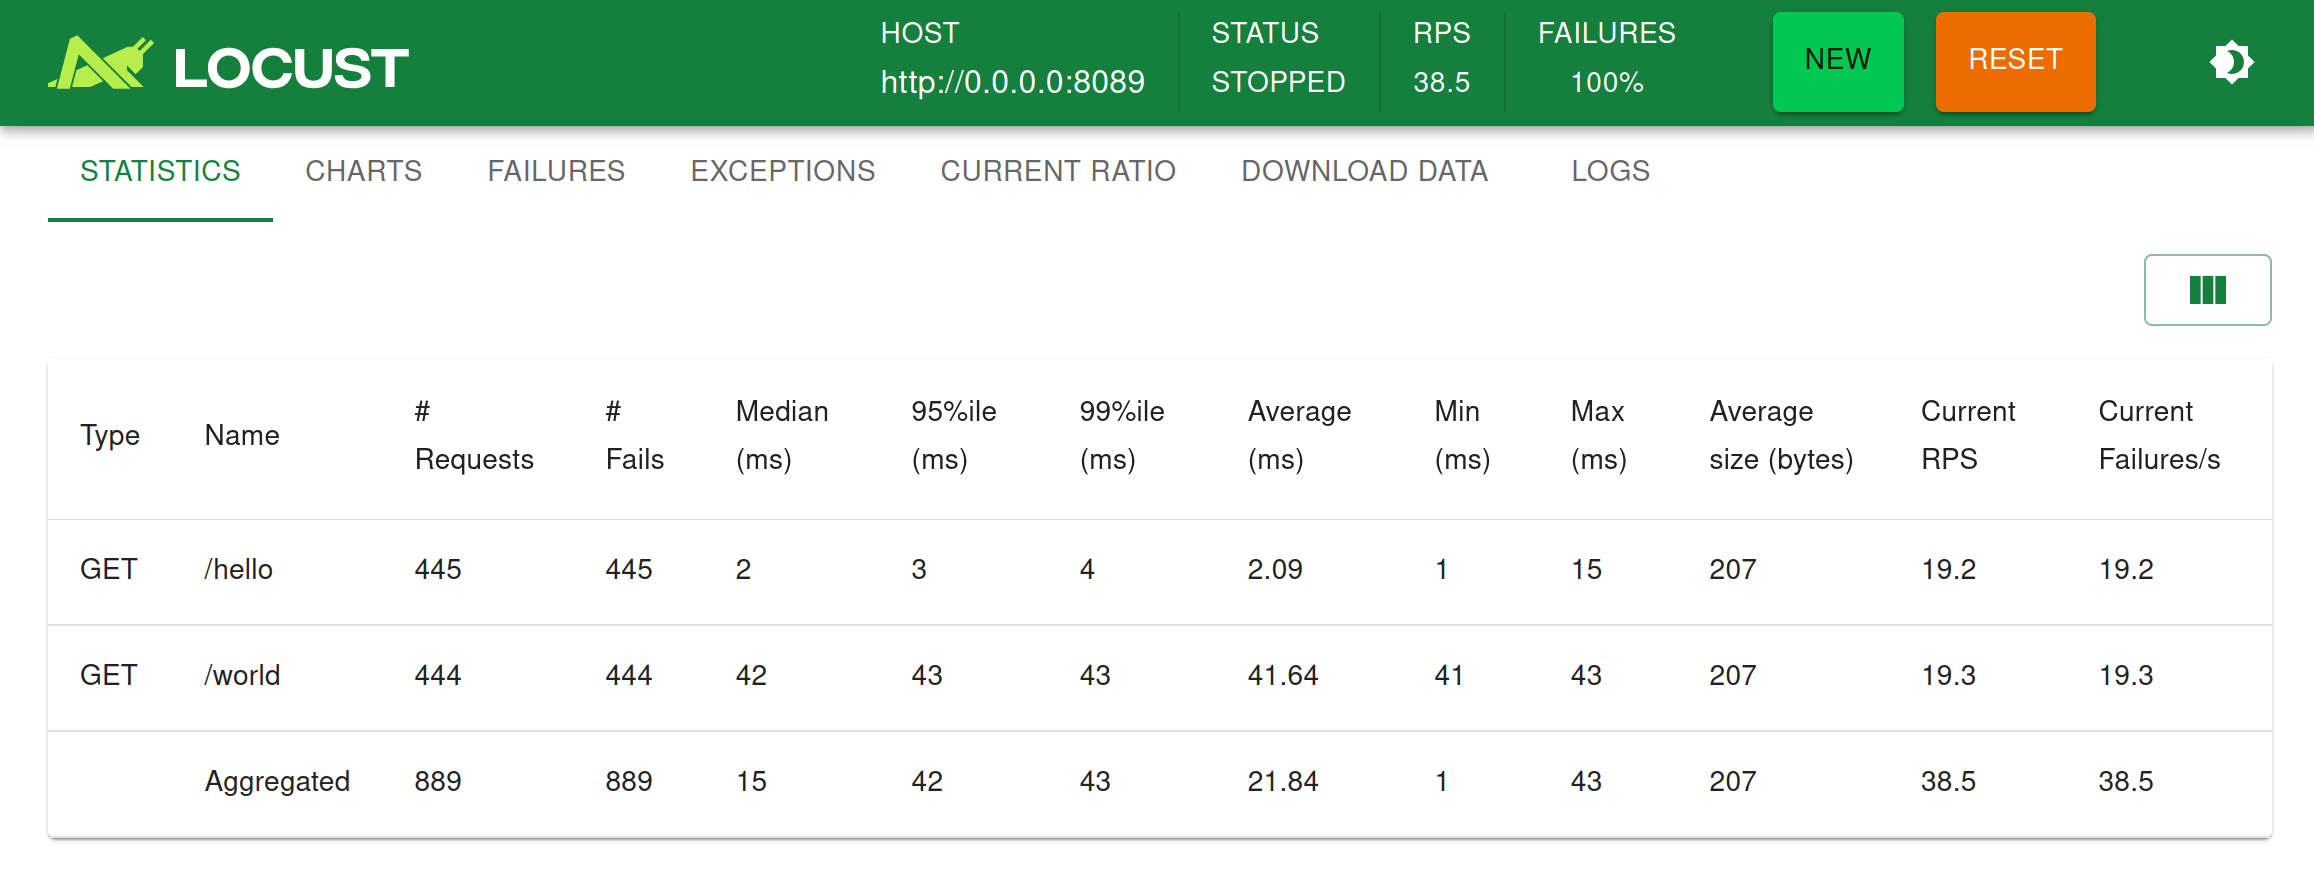 LOCUST
HOST
http://0.0.0.0:8089
STATUS
STOPPED
RPS
38.5
FAILURES
100%
NEW
RESET
STATISTICS CHARTS FAILURES EXCEPTIONS CURRENT RATIO DOWNLOAD DATA LOGS
Type Name # Requests # Fails Median (ms) 95%ile (ms) 99%ile (ms) Average (ms) Min (ms) Max (ms) Average size (bytes) Current RPS Current Failures/s
GET /hello 445 445 2 3 4 2.09 1 15 207 19.2 19.2
GET /world 444 444 42 43 43 41.64 41 43 207 19.3 19.3
Aggregated 889 889 15 42 43 21.84 1 43 207 38.5 38.5